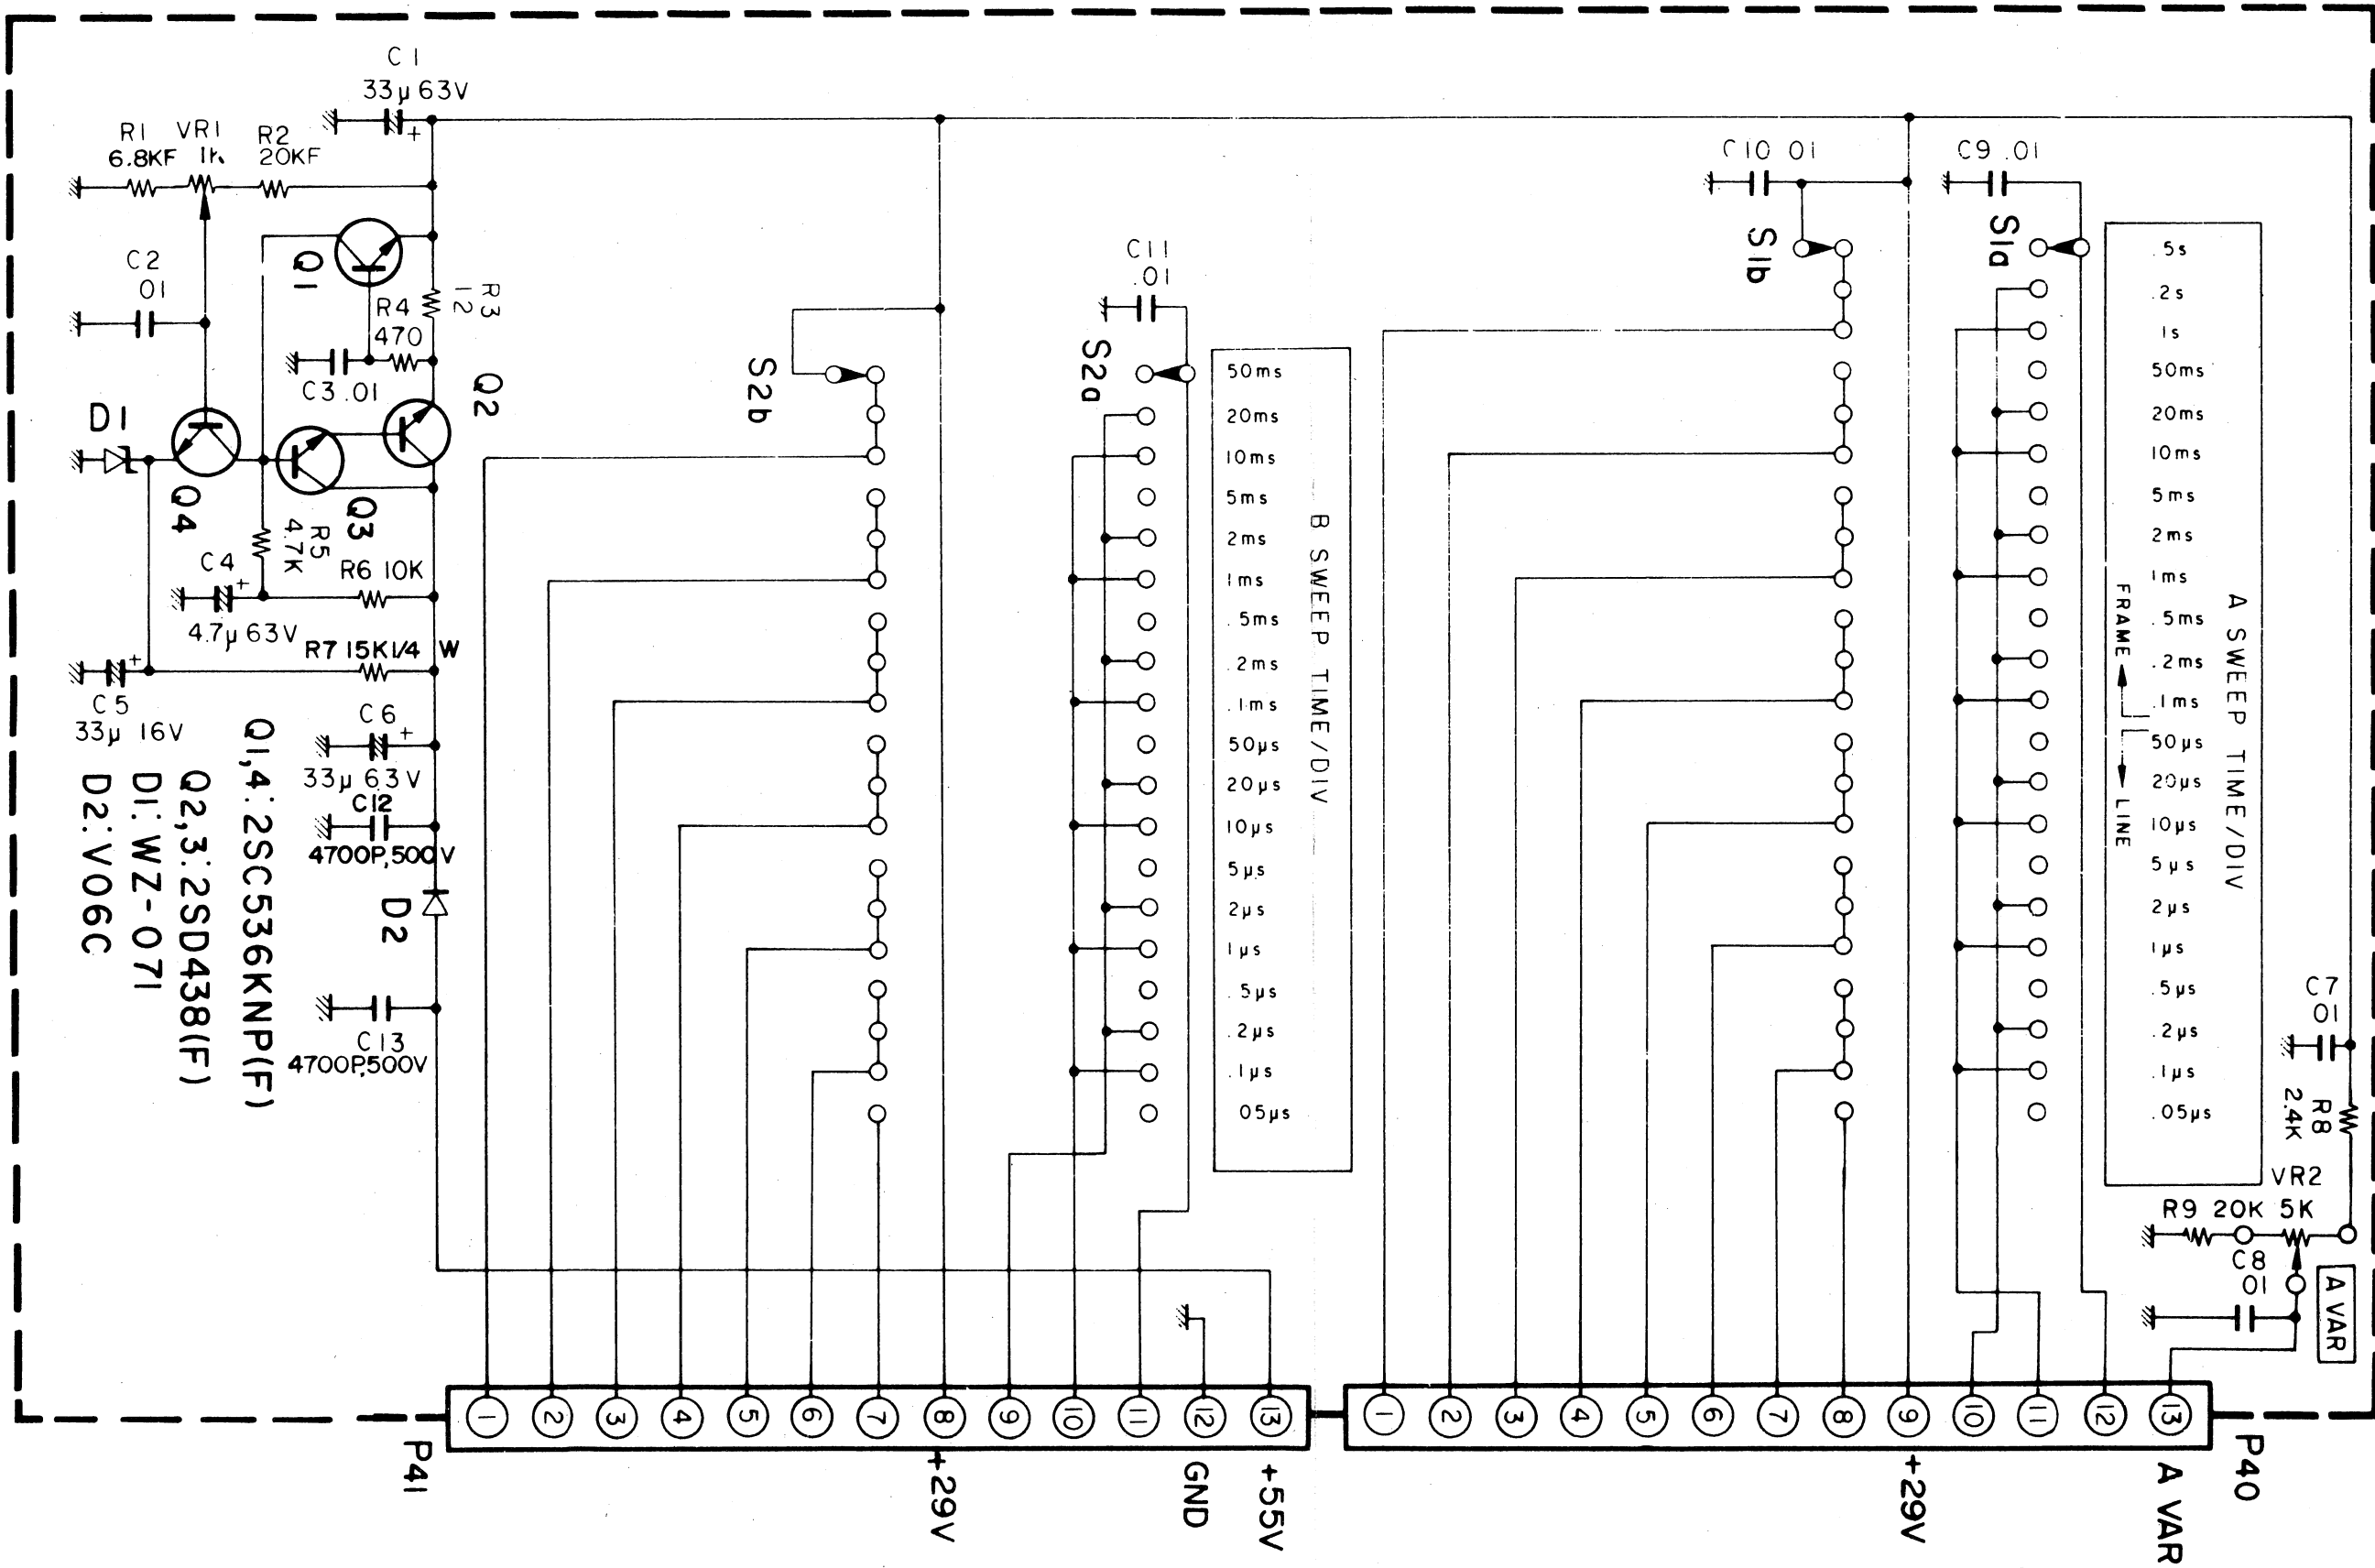 C1
33µ 63V
R1
6.8KF
VR1
1K
R2
20KF
C2
01
Q1
R4
470
R3
12
C3 .01
Q2
D1
Q4
Q3
R5
4.7K
C4
4.7µ 63V
R6 10K
R7 15K1/4 W
C5
33µ 16V
C6
33µ 63V
C12
4700P,500V
D2
C13
4700P,500V
Q1,4:2SC536KNP(F)
Q2,3:2SD438(F)
D1:WZ-071
D2:V06C
S2b
C11
.01
S2a
50ms
20ms
10ms
5ms
2ms
1ms
.5ms
.2ms
.1ms
50µs
20µs
10µs
5µs
2µs
1µs
.5µs
.2µs
.1µs
05µs
B SWEEP TIME/DIV
C10 01
S1b
C9 .01
S1a
.5s
.2s
1s
50ms
20ms
10ms
5ms
2ms
1ms
.5ms
.2ms
.1ms
50µs
20µs
10µs
5µs
2µs
1µs
.5µs
.2µs
.1µs
.05µs
FRAME
LINE
A SWEEP TIME/DIV
C7
01
R8
2.4K
VR2
R9 20K 5K
C8
01
A VAR
1 2 3 4 5 6 7 8 9 10 11 12 13
P41
+29V
GND
+55V
1 2 3 4 5 6 7 8 9 10 11 12 13
+29V
A VAR
P40